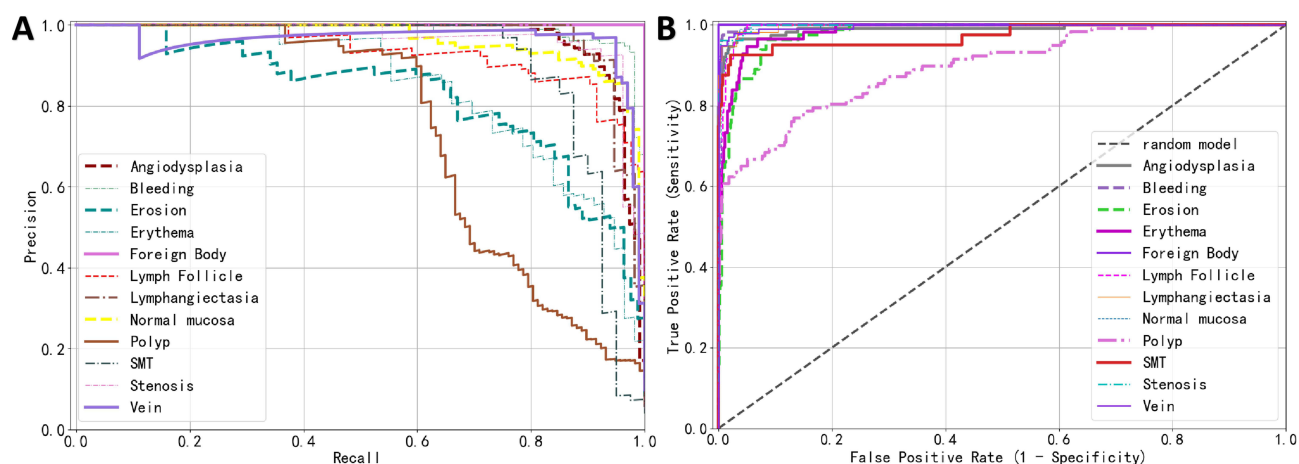 A
1.0
0.8
0.6
0.4
0.2
0.0
Precision
Angiodysplasia
Bleeding
Erosion
Erythema
Foreign Body
Lymph Follicle
Lymphangiectasia
Normal mucosa
Polyp
SMT
Stenosis
Vein
0.0
0.2
0.4
0.6
0.8
1.0
Recall
B
1.0
0.8
0.6
0.4
0.2
0.0
True Positive Rate (Sensitivity)
random model
Angiodysplasia
Bleeding
Erosion
Erythema
Foreign Body
Lymph Follicle
Lymphangiectasia
Normal mucosa
Polyp
SMT
Stenosis
Vein
0.0
0.2
0.4
0.6
0.8
1.0
False Positive Rate (1 - Specificity)